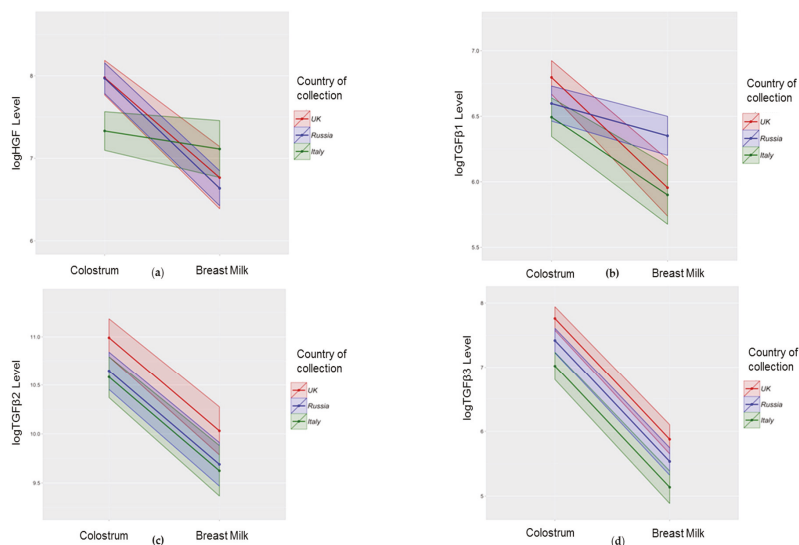 logHGF Level
8
7
6
Colostrum
Breast Milk
(a)
Country of
collection
UK
Russia
Italy
logTGFβ1 Level
7.0
6.5
6.0
5.5
Colostrum
Breast Milk
(b)
Country of
collection
UK
Russia
Italy
logTGFβ2 Level
11.0
10.5
10.0
9.5
Colostrum
Breast Milk
(c)
Country of
collection
UK
Russia
Italy
logTGFβ3 Level
8
7
6
5
Colostrum
Breast Milk
(d)
Country of
collection
UK
Russia
Italy